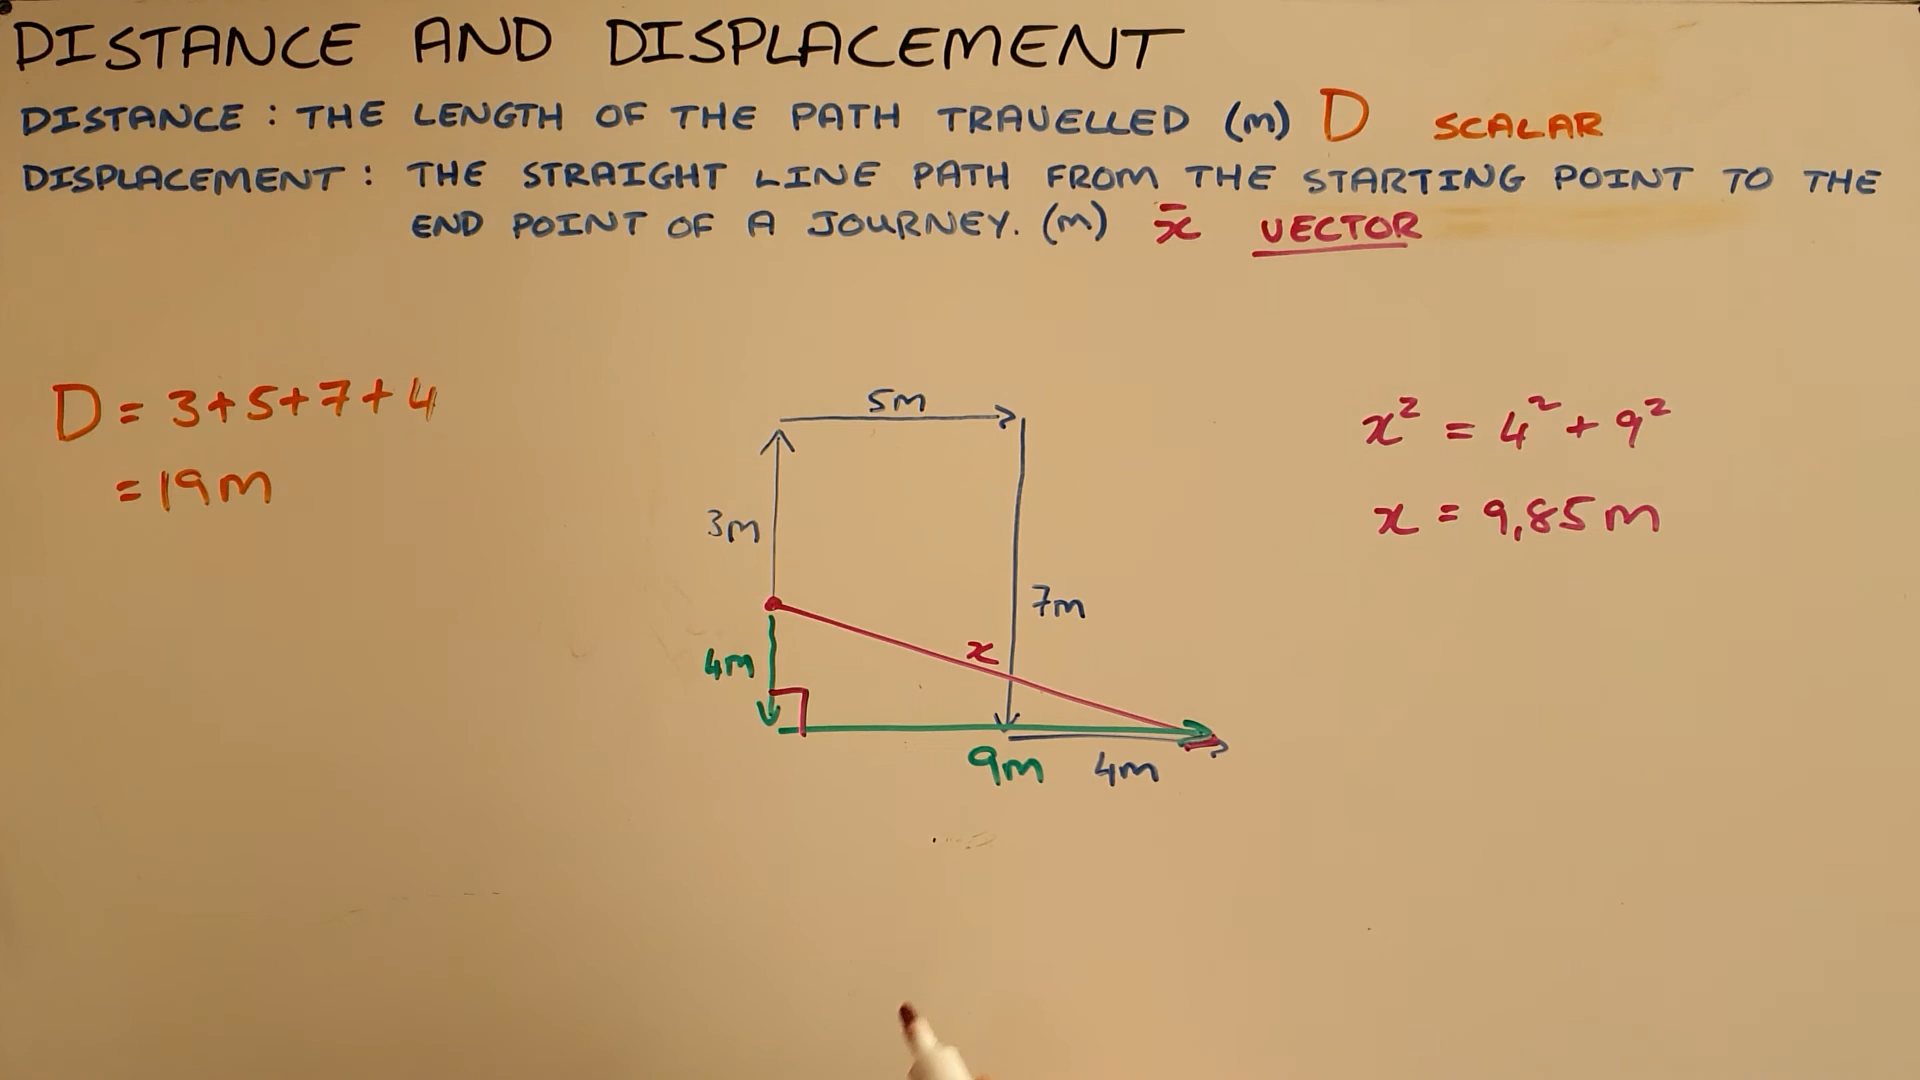 DISTANCE AND DISPLACEMENT
DISTANCE : THE LENGTH OF THE PATH TRAVELLED (m) D SCALAR
DISPLACEMENT : THE STRAIGHT LINE PATH FROM THE STARTING POINT TO THE
END POINT OF A JOURNEY. (m) x̄ VECTOR
D = 3+5+7+4
= 19m
5m
3m
7m
4m
x
9m
4m
x² = 4² + 9²
x = 9,85m